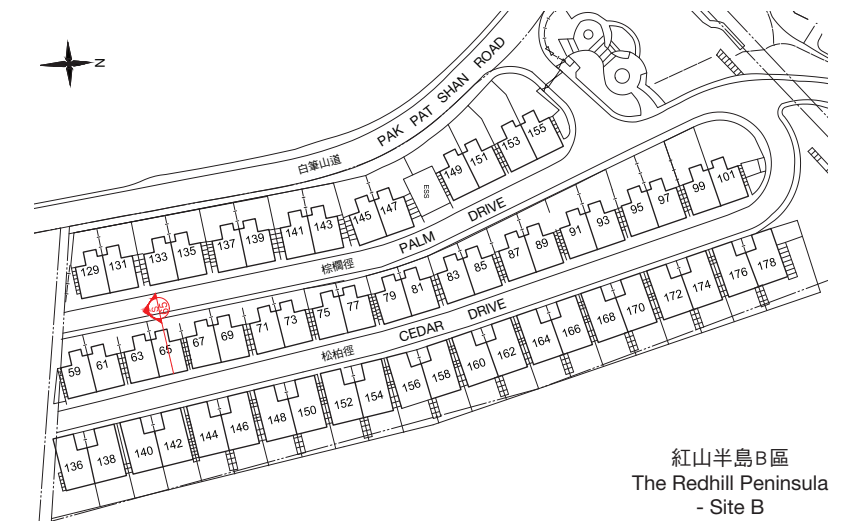 N
PAK PAT SHAN ROAD
白筆山道
153 155
149 151
ESS
145 147
141 143
137 139
133 135
129 131
PALM DRIVE
棕櫚徑
99 101
95 97
91 93
87 89
83 85
79 81
75 77
71 73
67 69
63 65
59 61
CEDAR DRIVE
松柏徑
176 178
172 174
168 170
164 166
160 162
156 158
152 154
148 150
144 146
140 142
136 138
紅山半島B區
The Redhill Peninsula
- Site B